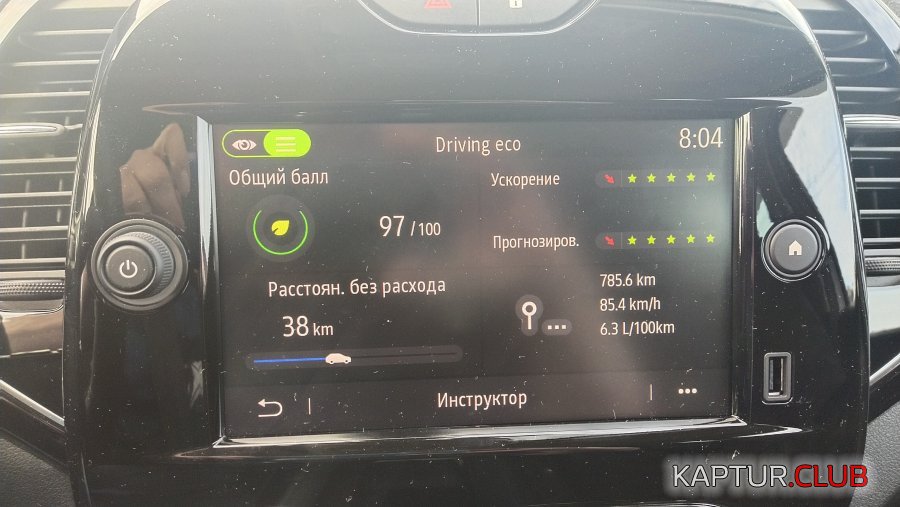 Driving eco
8:04
Общий балл
97/100
Ускорение
Прогнозиров.
Расстоян. без расхода
38 km
785.6 km
85.4 km/h
6.3 L/100km
Инструктор
KAPTUR.CLUB